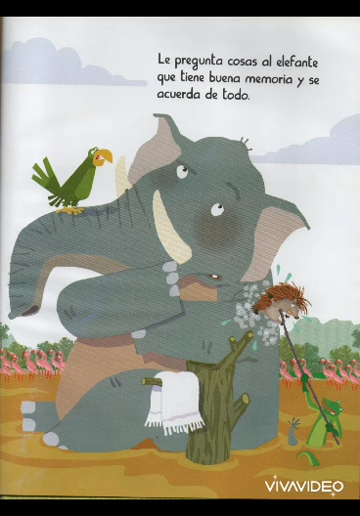 Le pregunta cosas al elefante
que tiene buena memoria y se
acuerda de todo.
VIVAVIDEO